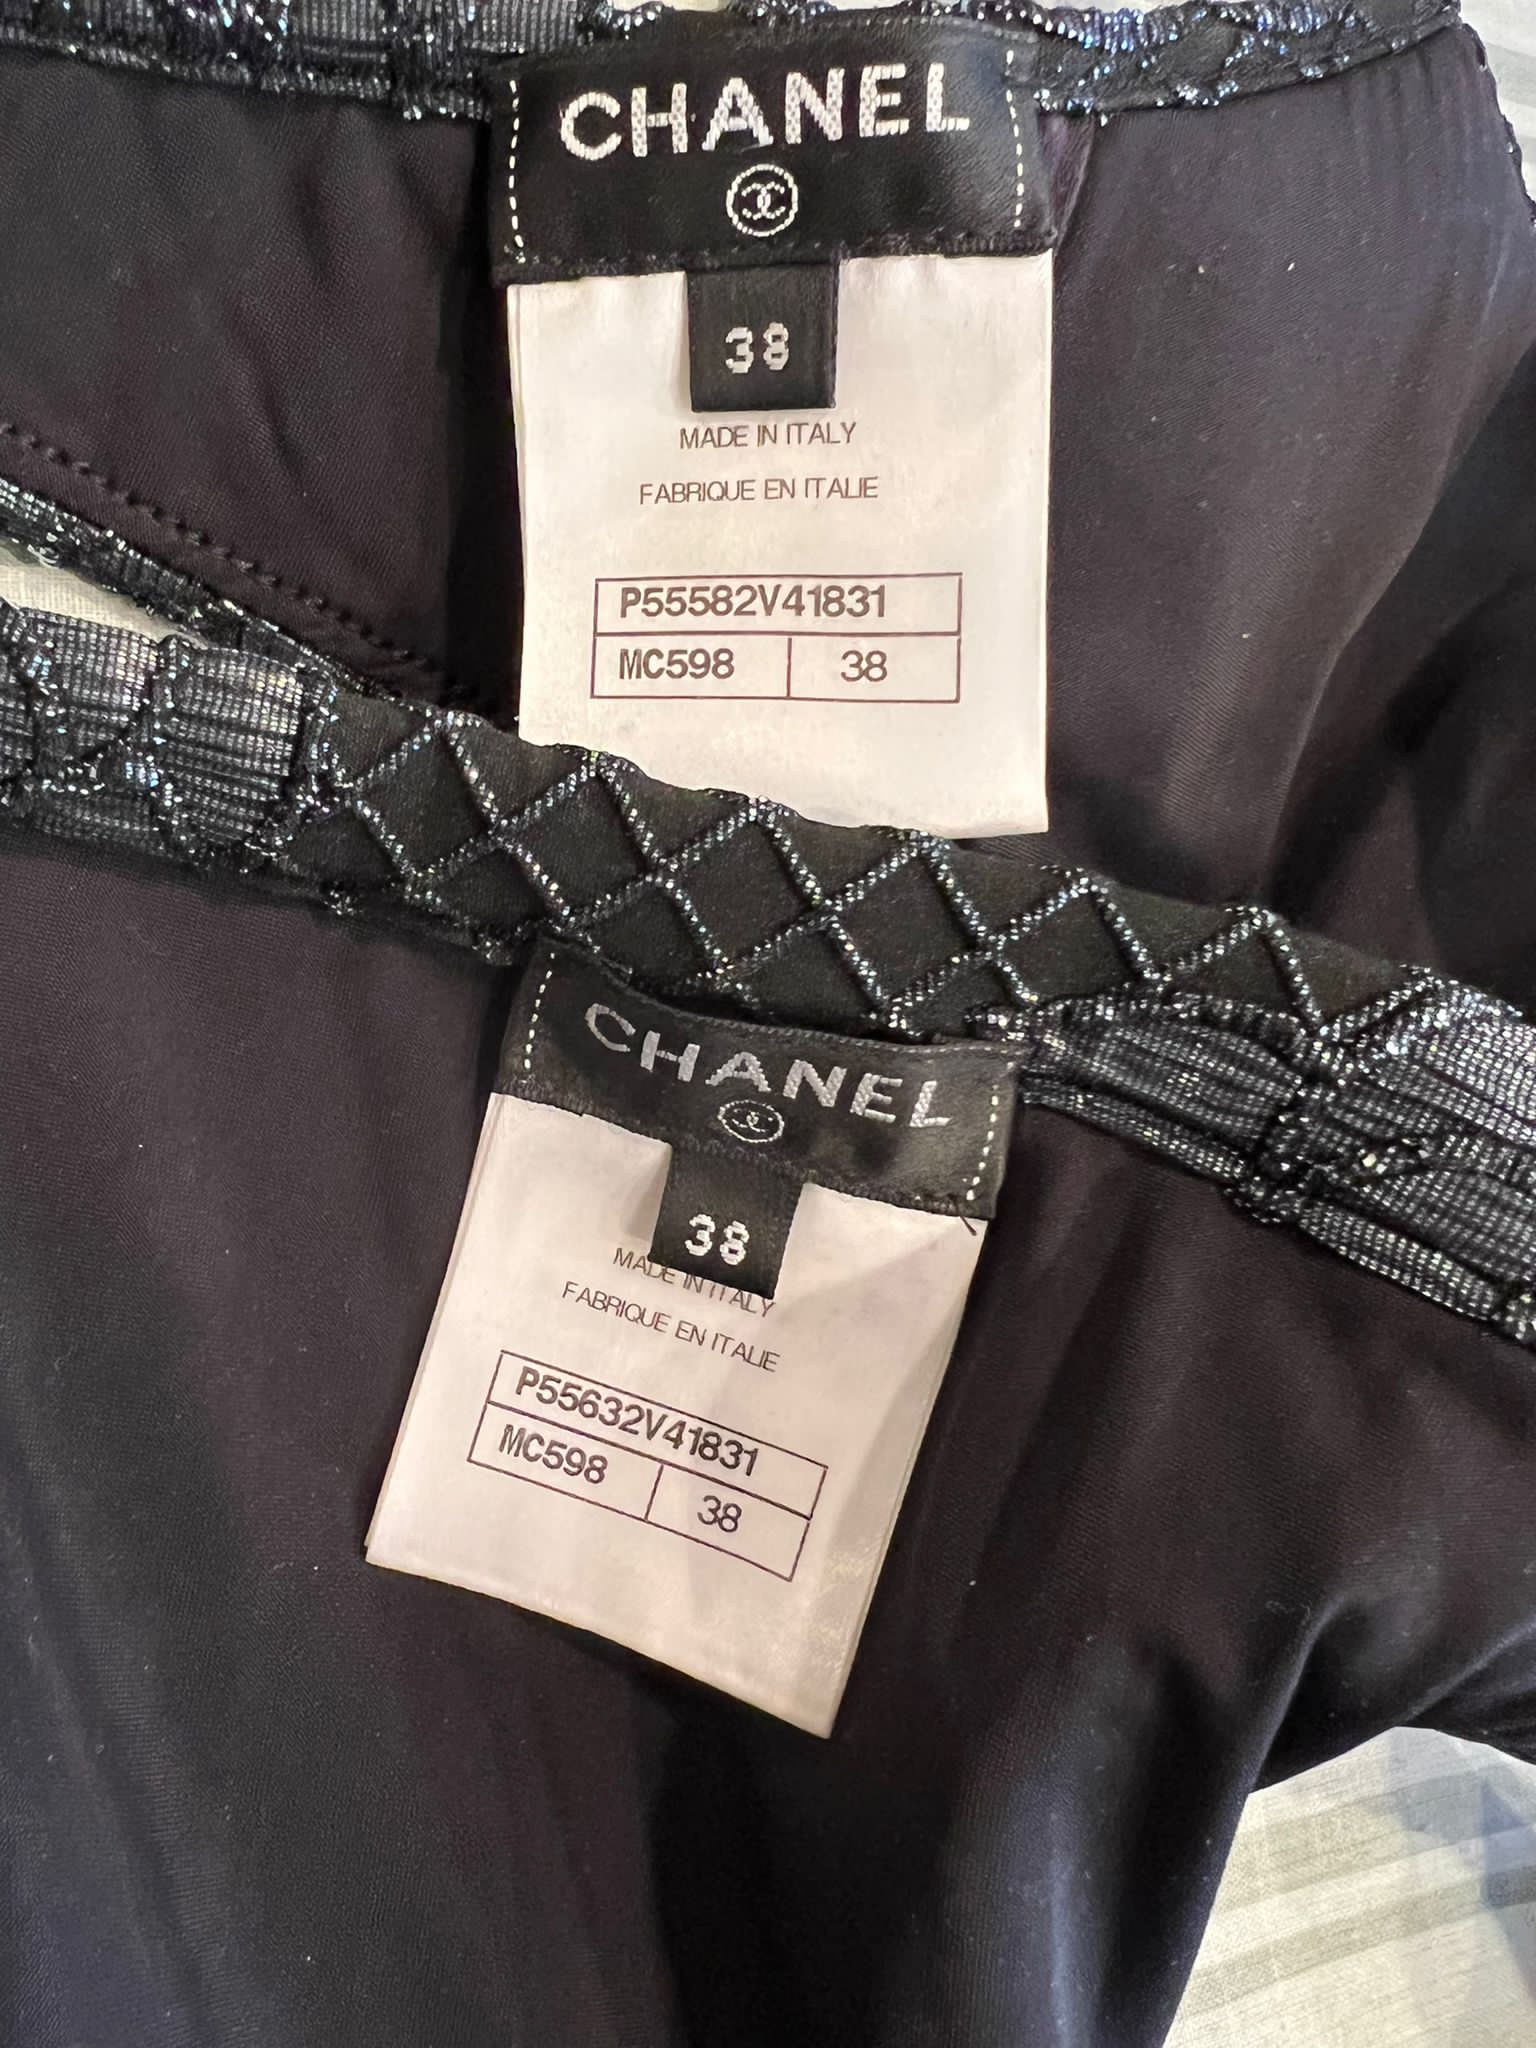 CHANEL
38
MADE IN ITALY
FABRIQUE EN ITALIE
P55582V41831
MC598 38
CHANEL
38
MADE IN ITALY
FABRIQUE EN ITALIE
P55632V41831
MC598 38